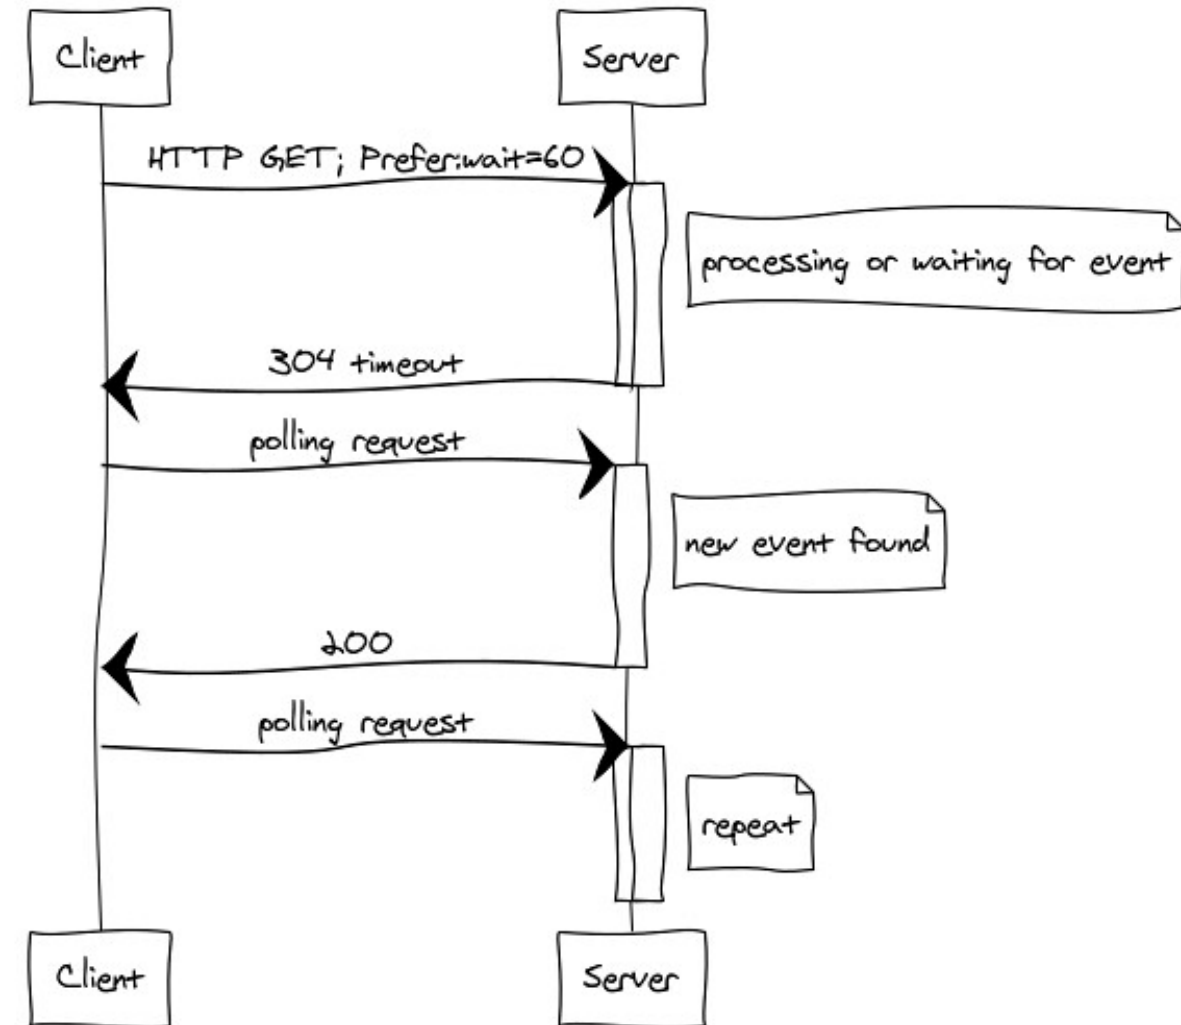 Client
Server
HTTP GET; Prefer:wait=60
processing or waiting for event
304 timeout
polling request
new event found
200
polling request
repeat
Client
Server